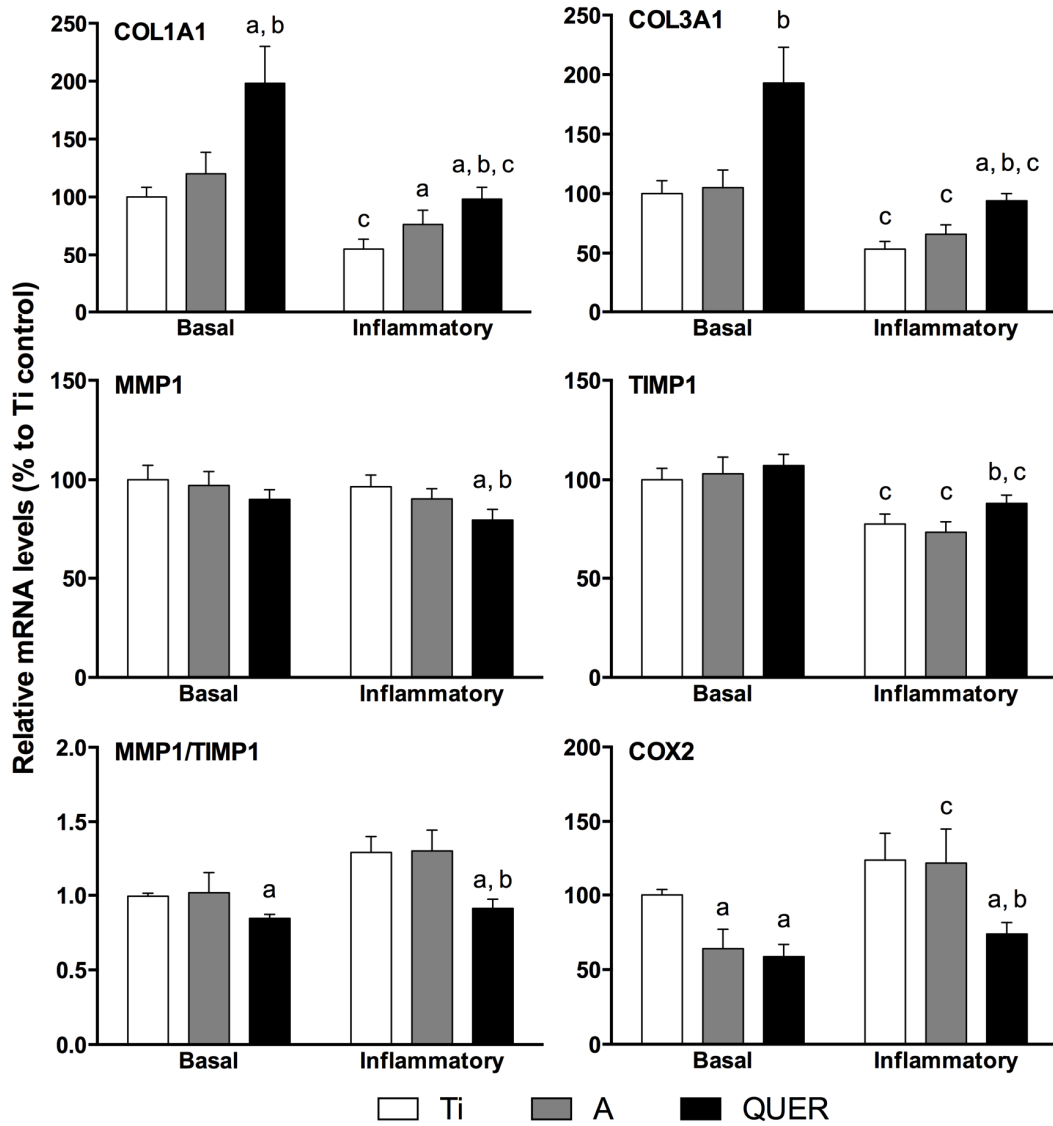 Relative mRNA levels (% to Ti control)
COL1A1
250
200
150
100
50
0
a, b
c
a
a, b, c
Basal Inflammatory
COL3A1
250
200
150
100
50
0
b
c
c
a, b, c
Basal Inflammatory
MMP1
150
100
50
0
a, b
Basal Inflammatory
TIMP1
150
100
50
0
c
c
b, c
Basal Inflammatory
MMP1/TIMP1
2.0
1.5
1.0
0.5
0.0
a
a, b
Basal Inflammatory
COX2
200
150
100
50
0
a
a
c
a, b
Basal Inflammatory
Ti A QUER